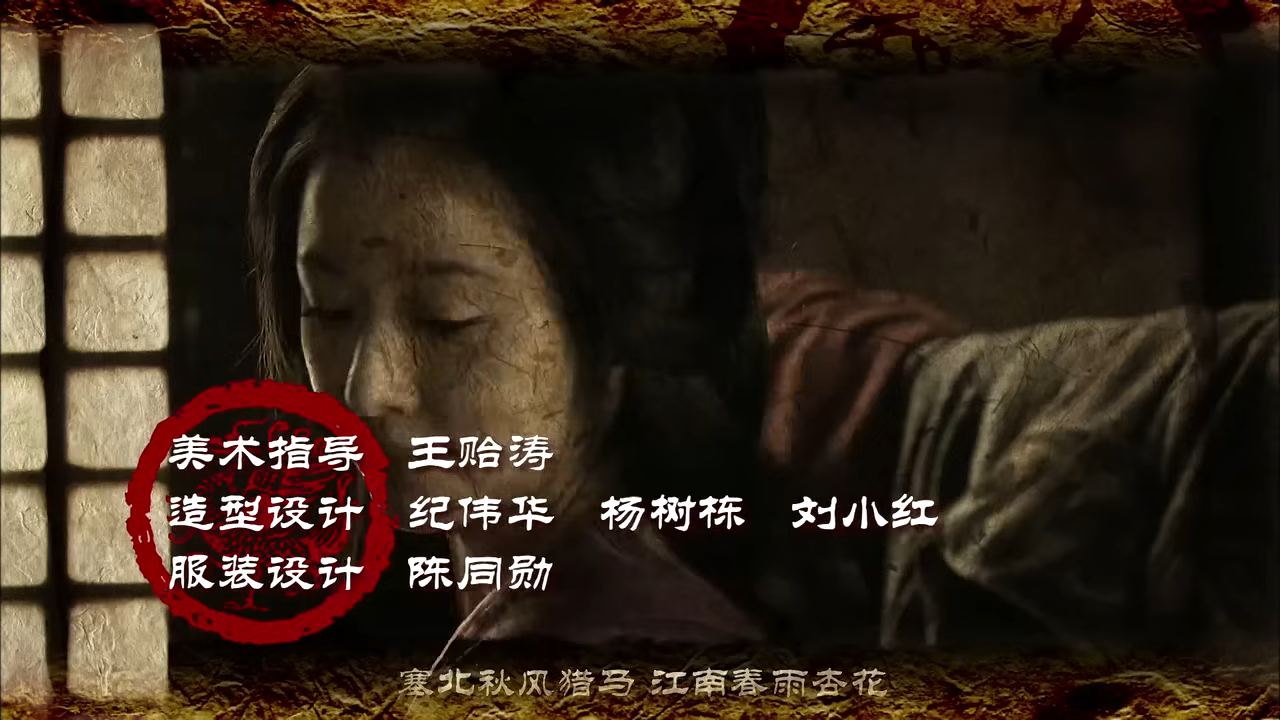 美术指导 王贻涛
造型设计 纪伟华 杨树栋 刘小红
服装设计 陈同勋
塞北秋风猎马 江南春雨杏花